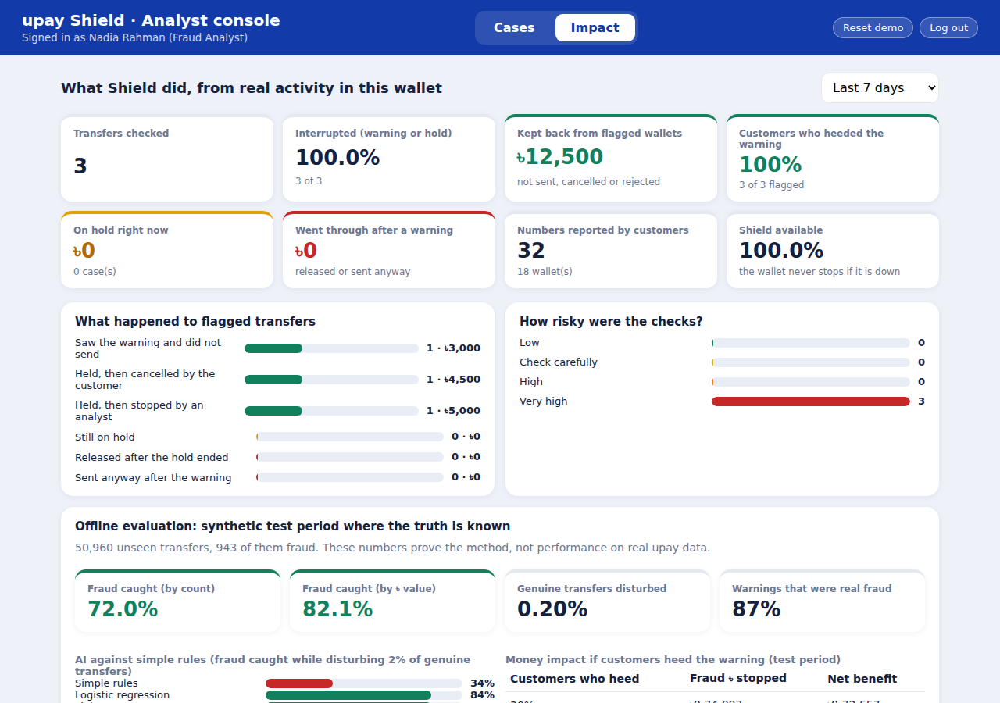 upay Shield · Analyst console
Signed in as Nadia Rahman (Fraud Analyst)
Cases
Impact
Reset demo
Log out
What Shield did, from real activity in this wallet
Last 7 days
Transfers checked
3
Interrupted (warning or hold)
100.0%
3 of 3
Kept back from flagged wallets
৳12,500
not sent, cancelled or rejected
Customers who heeded the
warning
100%
3 of 3 flagged
On hold right now
৳0
0 case(s)
Went through after a warning
৳0
released or sent anyway
Numbers reported by customers
32
18 wallet(s)
Shield available
100.0%
the wallet never stops if it is down
What happened to flagged transfers
Saw the warning and did not
send
1 · ৳3,000
Held, then cancelled by the
customer
1 · ৳4,500
Held, then stopped by an
analyst
1 · ৳5,000
Still on hold
0 · ৳0
Released after the hold ended
0 · ৳0
Sent anyway after the warning
0 · ৳0
How risky were the checks?
Low
0
Check carefully
0
High
0
Very high
3
Offline evaluation: synthetic test period where the truth is known
50,960 unseen transfers, 943 of them fraud. These numbers prove the method, not performance on real upay data.
Fraud caught (by count)
72.0%
Fraud caught (by ৳ value)
82.1%
Genuine transfers disturbed
0.20%
Warnings that were real fraud
87%
AI against simple rules (fraud caught while disturbing 2% of genuine
transfers)
Simple rules
34%
Logistic regression
84%
Money impact if customers heed the warning (test period)
Customers who heed
Fraud ৳ stopped
Net benefit